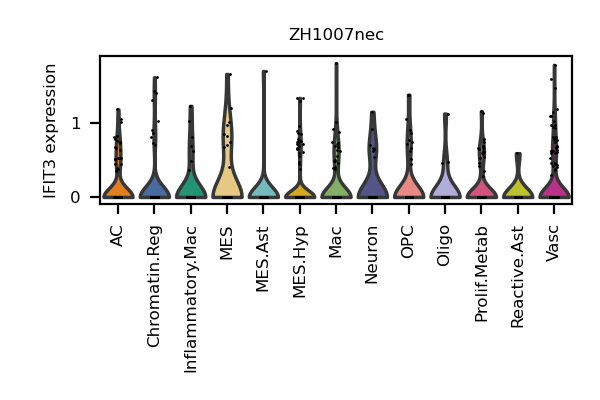 ZH1007nec
IFIT3 expression
1
0
AC
Chromatin.Reg
Inflammatory.Mac
MES
MES.Ast
MES.Hyp
Mac
Neuron
OPC
Oligo
Prolif.Metab
Reactive.Ast
Vasc